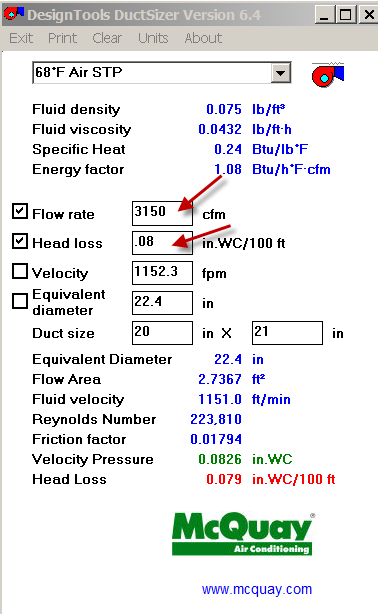 DesignTools DuctSizer Version 6.4
Exit Print Clear Units About
68*F Air STP
Fluid density 0.075 lb/ft³
Fluid viscosity 0.0432 lb/ft·h
Specific Heat 0.24 Btu/lb*F
Energy factor 1.08 Btu/h*F·cfm
Flow rate 3150 cfm
Head loss .08 in.WC/100 ft
Velocity 1152.3 fpm
Equivalent
diameter 22.4 in
Duct size 20 in X 21 in
Equivalent Diameter 22.4 in
Flow Area 2.7367 ft²
Fluid velocity 1151.0 ft/min
Reynolds Number 223,810
Friction factor 0.01794
Velocity Pressure 0.0826 in.WC
Head Loss 0.079 in.WC/100 ft
McQuay
Air Conditioning
www.mcquay.com